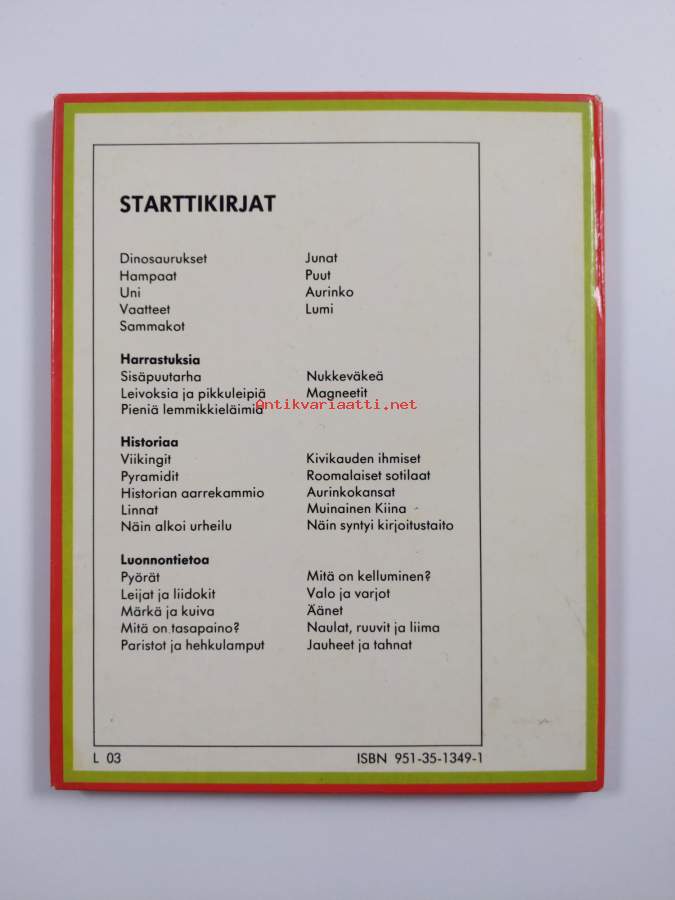 STARTTIKIRJAT
Dinosaurukset
Hampaat
Uni
Vaatteet
Sammakot
Junat
Puut
Aurinko
Lumi
Harrastuksia
Sisäpuutarha
Leivoksia ja pikkuleipiä
Pieniä lemmikkieläimiä
Nukkeväkeä
Magneetit
Antikvariaatti.net
Historiaa
Viikingit
Pyramidit
Historian aarrekammio
Linnat
Näin alkoi urheilu
Kivikauden ihmiset
Roomalaiset sotilaat
Aurinkokansat
Muinainen Kiina
Näin syntyi kirjoitustaito
Luonnontietoa
Pyörät
Leijat ja liidokit
Märkä ja kuiva
Mitä on tasapaino?
Paristot ja hehkulamput
Mitä on kelluminen?
Valo ja varjot
Äänet
Naulat, ruuvit ja liima
Jauheet ja tahnat
L 03
ISBN 951-35-1349-1